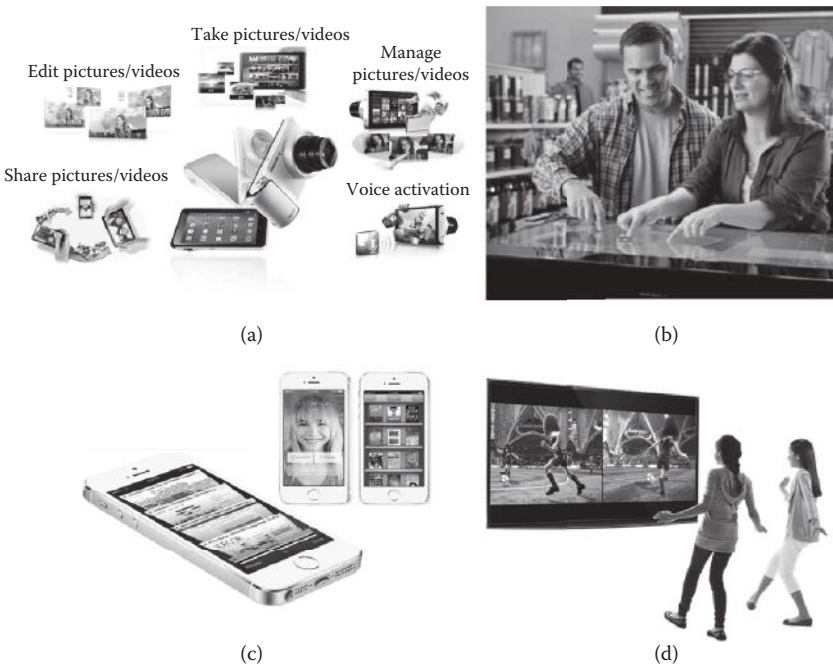 Take pictures/videos
Edit pictures/videos
Manage
pictures/videos
Share pictures/videos
Voice activation
(a)
(b)
(c)
(d)